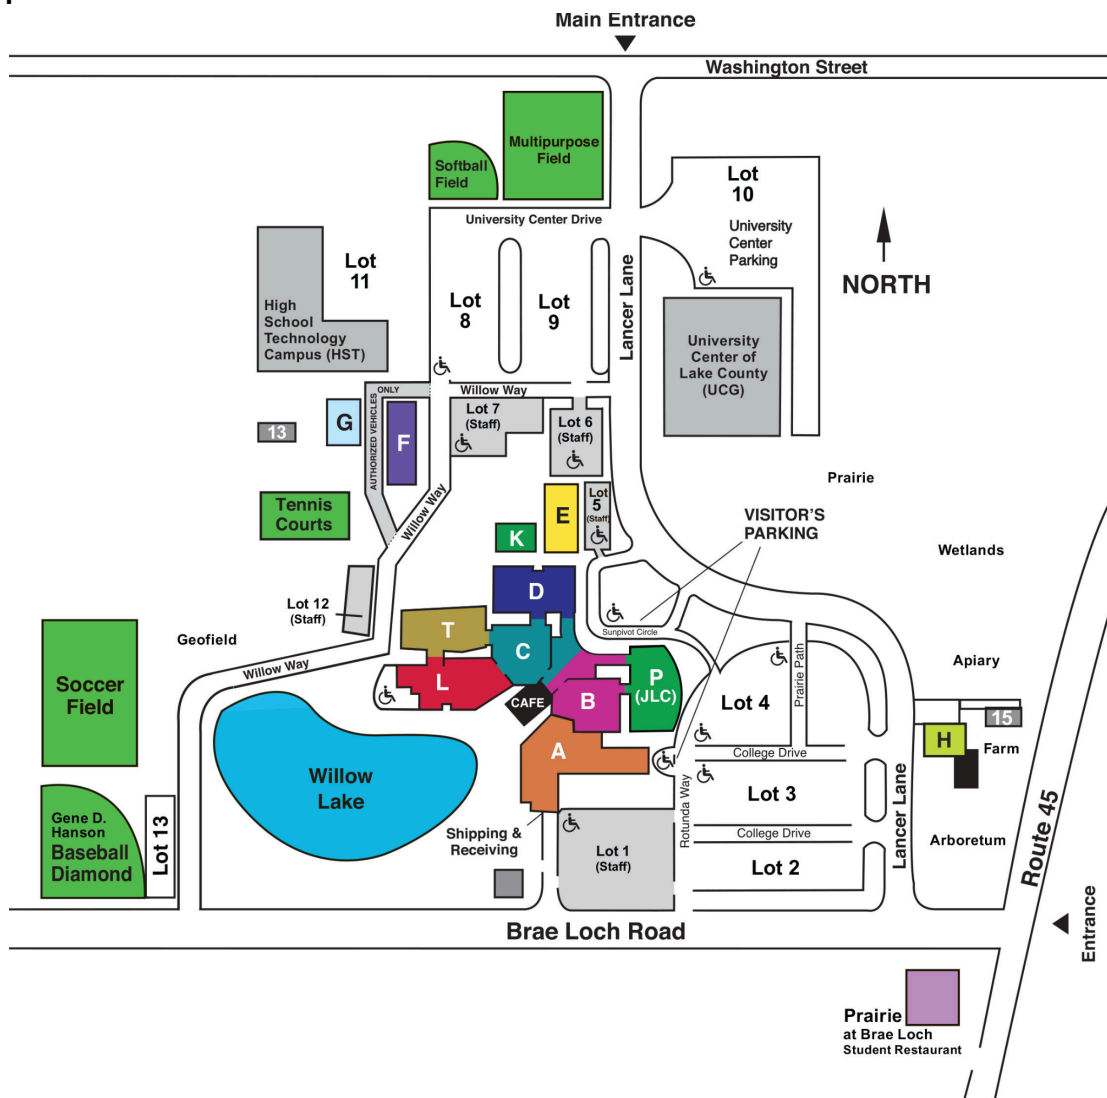 Main Entrance
Washington Street
Multipurpose
Field
Softball
Field
University Center Drive
Lot
10
University
Center
Parking
NORTH
Lot
11
High
School
Technology
Campus (HST)
Lot
8
Lot
9
Lancer Lane
University
Center of
Lake County
(UCG)
ONLY
AUTHORIZED VEHICLES
Willow Way
Lot 7
(Staff)
Lot 6
(Staff)
G
F
13
Prairie
Tennis
Courts
Willow Way
K
E
Lot
5
(Staff)
VISITOR'S
PARKING
Wetlands
D
Lot 12
(Staff)
Geofield
T
C
Sunpivot Circle
Prairie Path
Apiary
Willow Way
L
CAFE
B
P
(JLC)
Lot 4
Soccer
Field
A
College Drive
15
H
Farm
Willow
Lake
Rotunda Way
Lot 3
Lancer Lane
Route 45
Gene D.
Hanson
Baseball
Diamond
Lot 13
Shipping &
Receiving
Lot 1
(Staff)
College Drive
Arboretum
Lot 2
Brae Loch Road
Entrance
Prairie
at Brae Loch
Student Restaurant